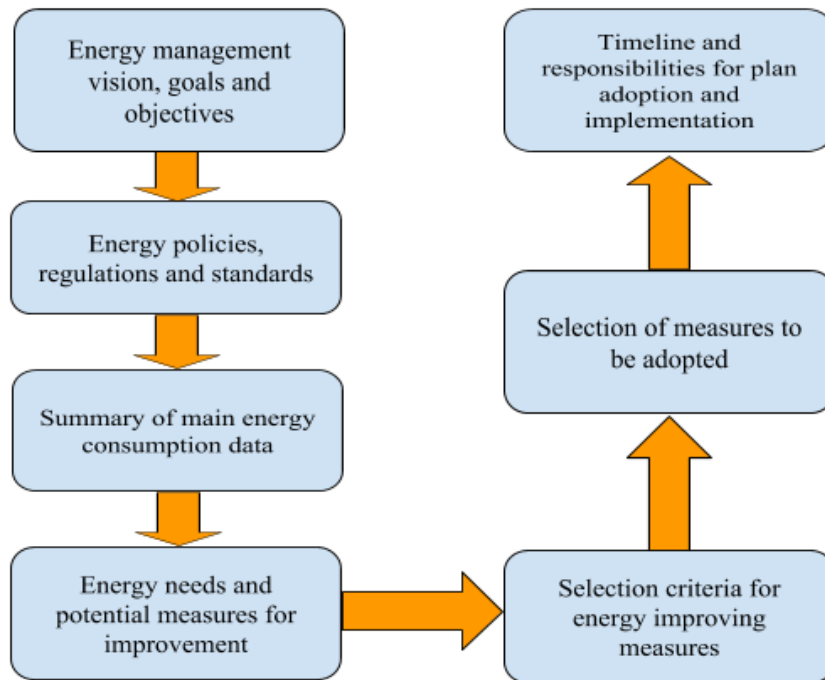 Energy management
vision, goals and
objectives
Energy policies,
regulations and standards
Summary of main energy
consumption data
Energy needs and
potential measures for
improvement
Selection criteria for
energy improving
measures
Selection of measures to
be adopted
Timeline and
responsibilities for plan
adoption and
implementation